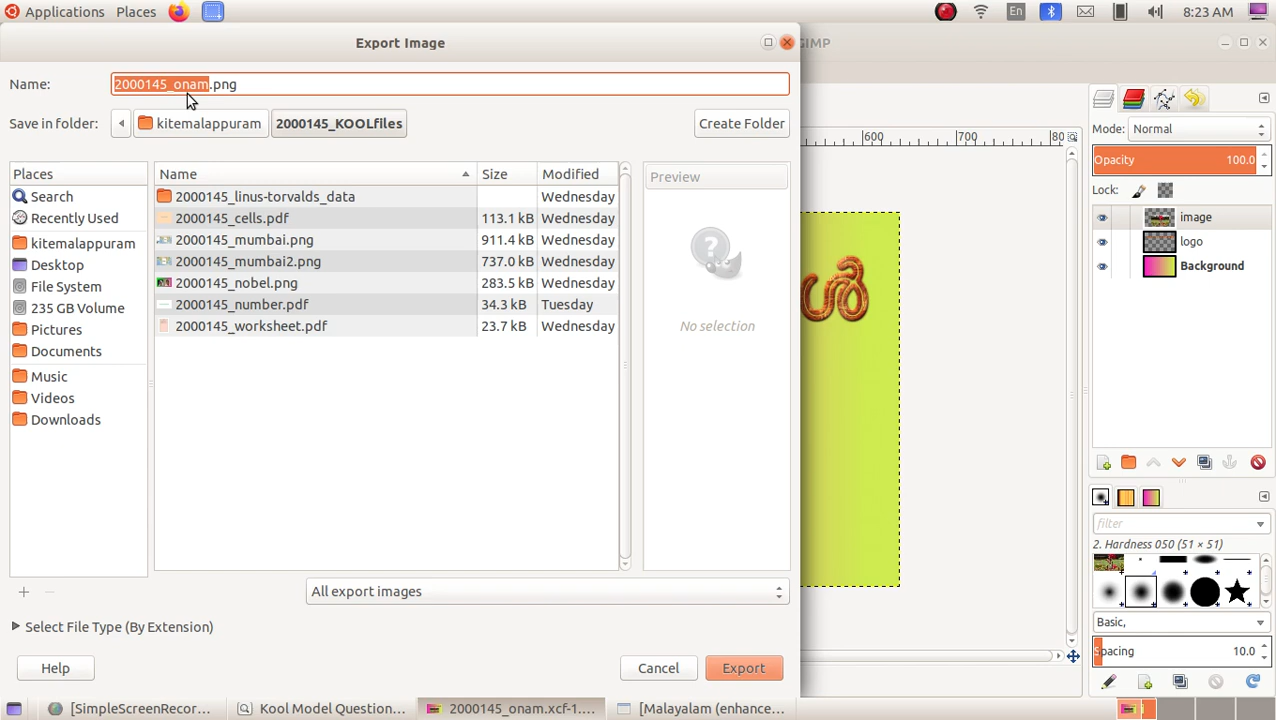 Applications Places En 8:23 AM
Export Image
GIMP
Name: 2000145_onam.png
Save in folder: kitemalappuram 2000145_KOOLfiles Create Folder
600 700 80
Mode: Normal
Opacity 100.0
Lock:
Places Name Size Modified Preview
Search
Recently Used
kitemalappuram
Desktop
File System
235 GB Volume
Pictures
Documents
Music
Videos
Downloads
2000145_linus-torvalds_data Wednesday
2000145_cells.pdf 113.1 kB Wednesday
2000145_mumbai.png 911.4 kB Wednesday
2000145_mumbai2.png 737.0 kB Wednesday
2000145_nobel.png 283.5 kB Wednesday
2000145_number.pdf 34.3 kB Tuesday
2000145_worksheet.pdf 23.7 kB Wednesday
No selection
image
logo
Background
ൾ
filter
2. Hardness 050 (51 × 51)
Basic,
Spacing 10.0
All export images
Select File Type (By Extension)
Help Cancel Export
[SimpleScreenRecor... Kool Model Question... 2000145_onam.xcf-1.... [Malayalam (enhance...